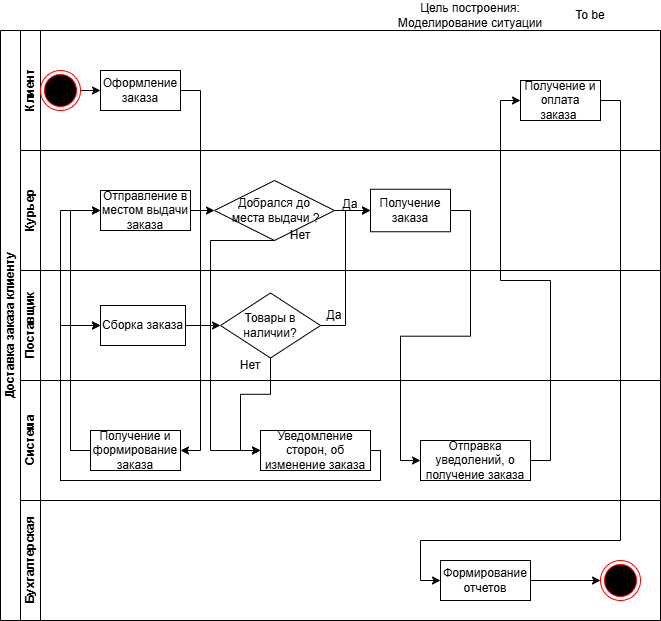 Цель построения:
Моделирование ситуации
To be
Доставка заказа клиенту
Клиент
Оформление
заказа
Получение и
оплата
заказа
Курьер
Отправление в
местом выдачи
заказа
Добрался до
места выдачи ?
Да
Нет
Получение
заказа
Поставщик
Сборка заказа
Товары в
наличии?
Да
Нет
Система
Получение и
формирование
заказа
Уведомление
сторон, об
изменение заказа
Отправка
уведолений, о
получение заказа
Бухгалтерская
Формирование
отчетов